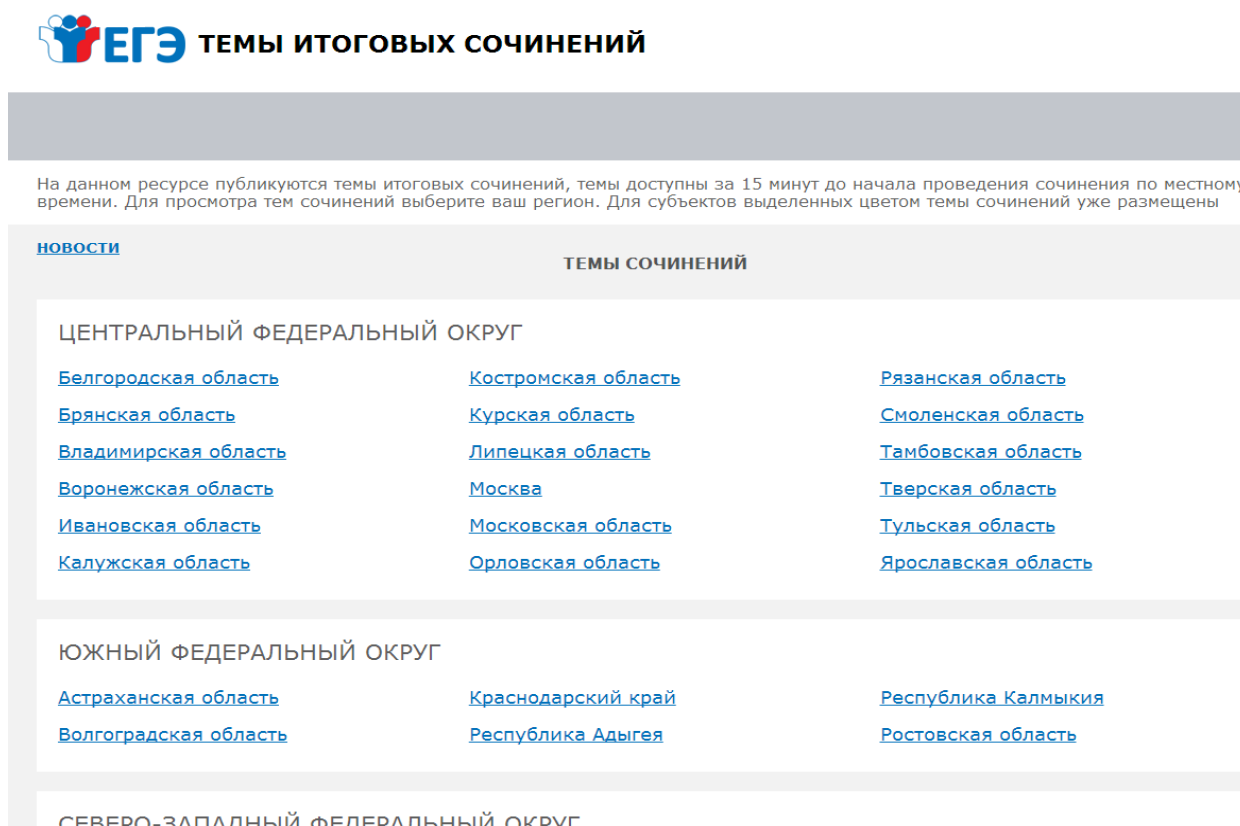 ЕГЭ ТЕМЫ ИТОГОВЫХ СОЧИНЕНИЙ
На данном ресурсе публикуются темы итоговых сочинений, темы доступны за 15 минут до начала проведения сочинения по местному
времени. Для просмотра тем сочинений выберите ваш регион. Для субъектов выделенных цветом темы сочинений уже размещены
НОВОСТИ
ТЕМЫ СОЧИНЕНИЙ
ЦЕНТРАЛЬНЫЙ ФЕДЕРАЛЬНЫЙ ОКРУГ
Белгородская область Костромская область Рязанская область
Брянская область Курская область Смоленская область
Владимирская область Липецкая область Тамбовская область
Воронежская область Москва Тверская область
Ивановская область Московская область Тульская область
Калужская область Орловская область Ярославская область
ЮЖНЫЙ ФЕДЕРАЛЬНЫЙ ОКРУГ
Астраханская область Краснодарский край Республика Калмыкия
Волгоградская область Республика Адыгея Ростовская область
СЕВЕРО-ЗАПАДНЫЙ ФЕДЕРАЛЬНЫЙ ОКРУГ